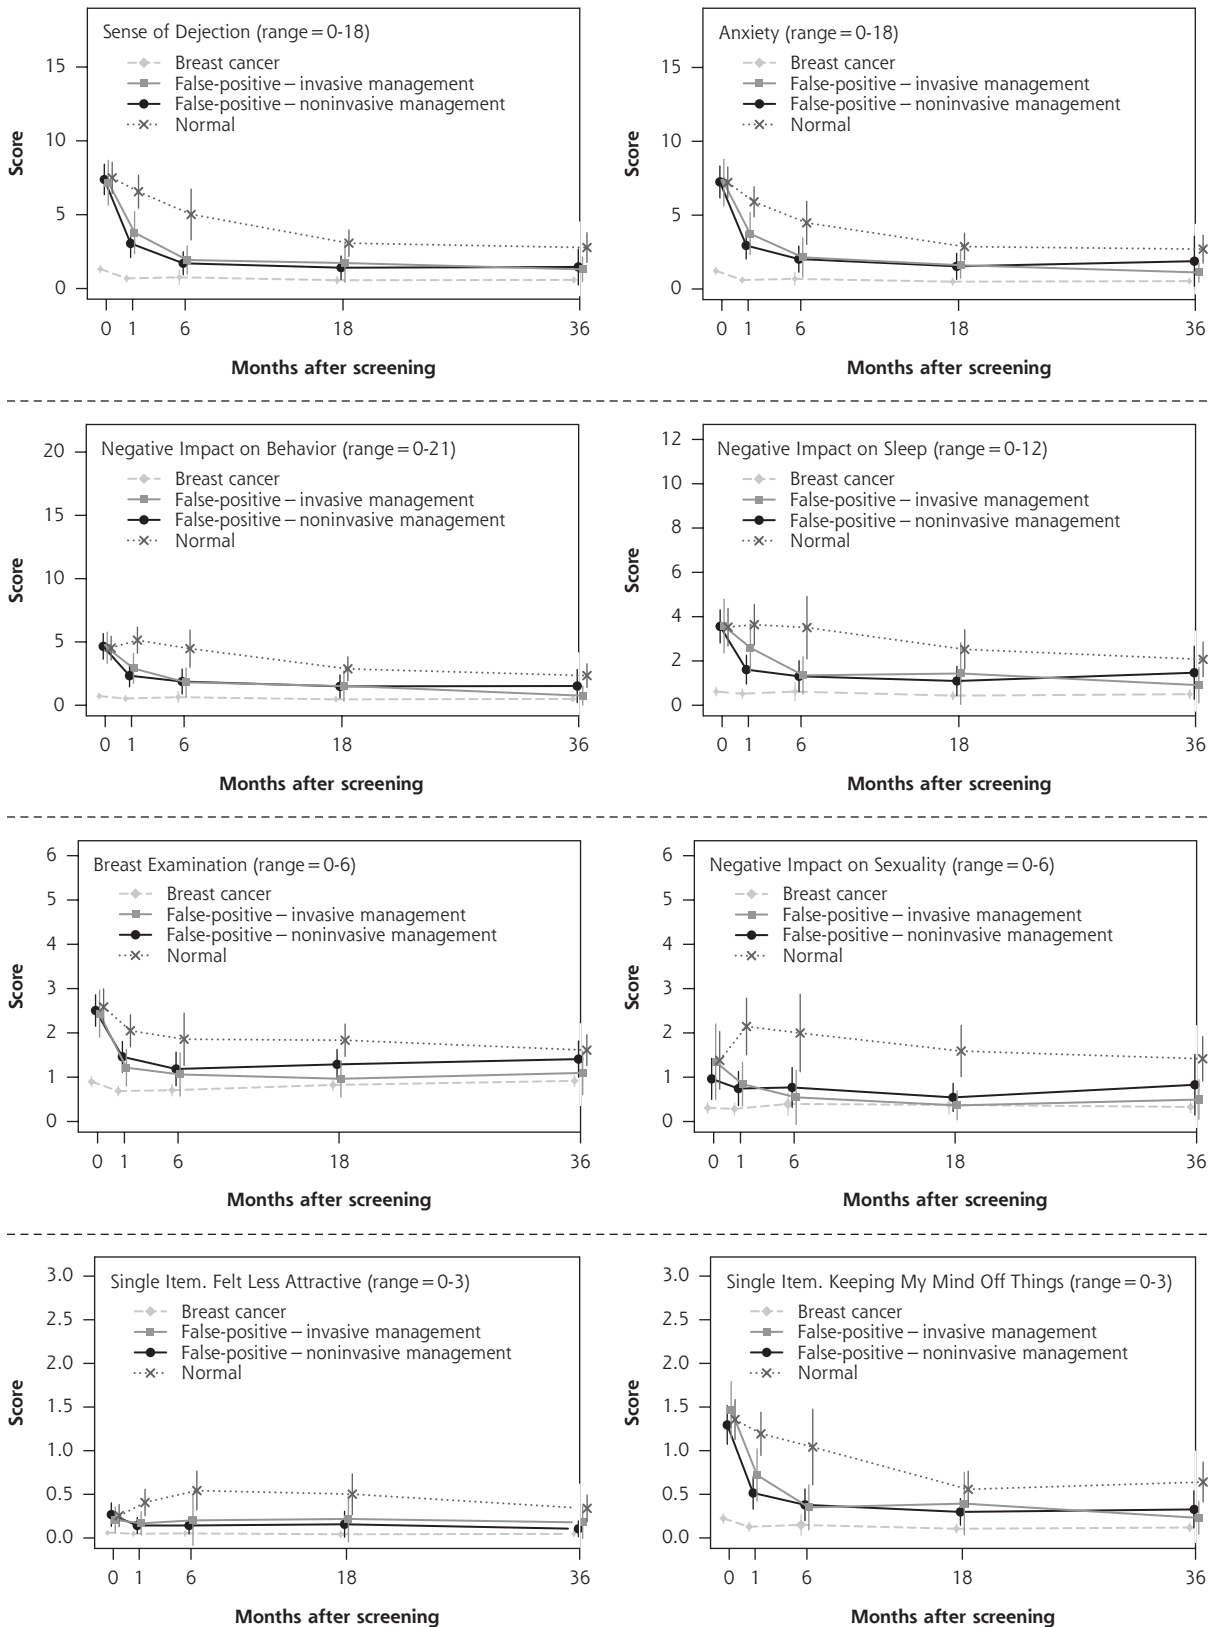 Sense of Dejection (range = 0-18)
Breast cancer
False-positive – invasive management
False-positive – noninvasive management
Normal
15
10
5
0
Score
0 1 6 18 36
Months after screening
Anxiety (range = 0-18)
Breast cancer
False-positive – invasive management
False-positive – noninvasive management
Normal
15
10
5
0
Score
0 1 6 18 36
Months after screening
Negative Impact on Behavior (range = 0-21)
Breast cancer
False-positive – invasive management
False-positive – noninvasive management
Normal
20
15
10
5
0
Score
0 1 6 18 36
Months after screening
Negative Impact on Sleep (range = 0-12)
Breast cancer
False-positive – invasive management
False-positive – noninvasive management
Normal
12
10
8
6
4
2
0
Score
0 1 6 18 36
Months after screening
Breast Examination (range = 0-6)
Breast cancer
False-positive – invasive management
False-positive – noninvasive management
Normal
6
5
4
3
2
1
0
Score
0 1 6 18 36
Months after screening
Negative Impact on Sexuality (range = 0-6)
Breast cancer
False-positive – invasive management
False-positive – noninvasive management
Normal
6
5
4
3
2
1
0
Score
0 1 6 18 36
Months after screening
Single Item. Felt Less Attractive (range = 0-3)
Breast cancer
False-positive – invasive management
False-positive – noninvasive management
Normal
3.0
2.5
2.0
1.5
1.0
0.5
0.0
Score
0 1 6 18 36
Months after screening
Single Item. Keeping My Mind Off Things (range = 0-3)
Breast cancer
False-positive – invasive management
False-positive – noninvasive management
Normal
3.0
2.5
2.0
1.5
1.0
0.5
0.0
Score
0 1 6 18 36
Months after screening